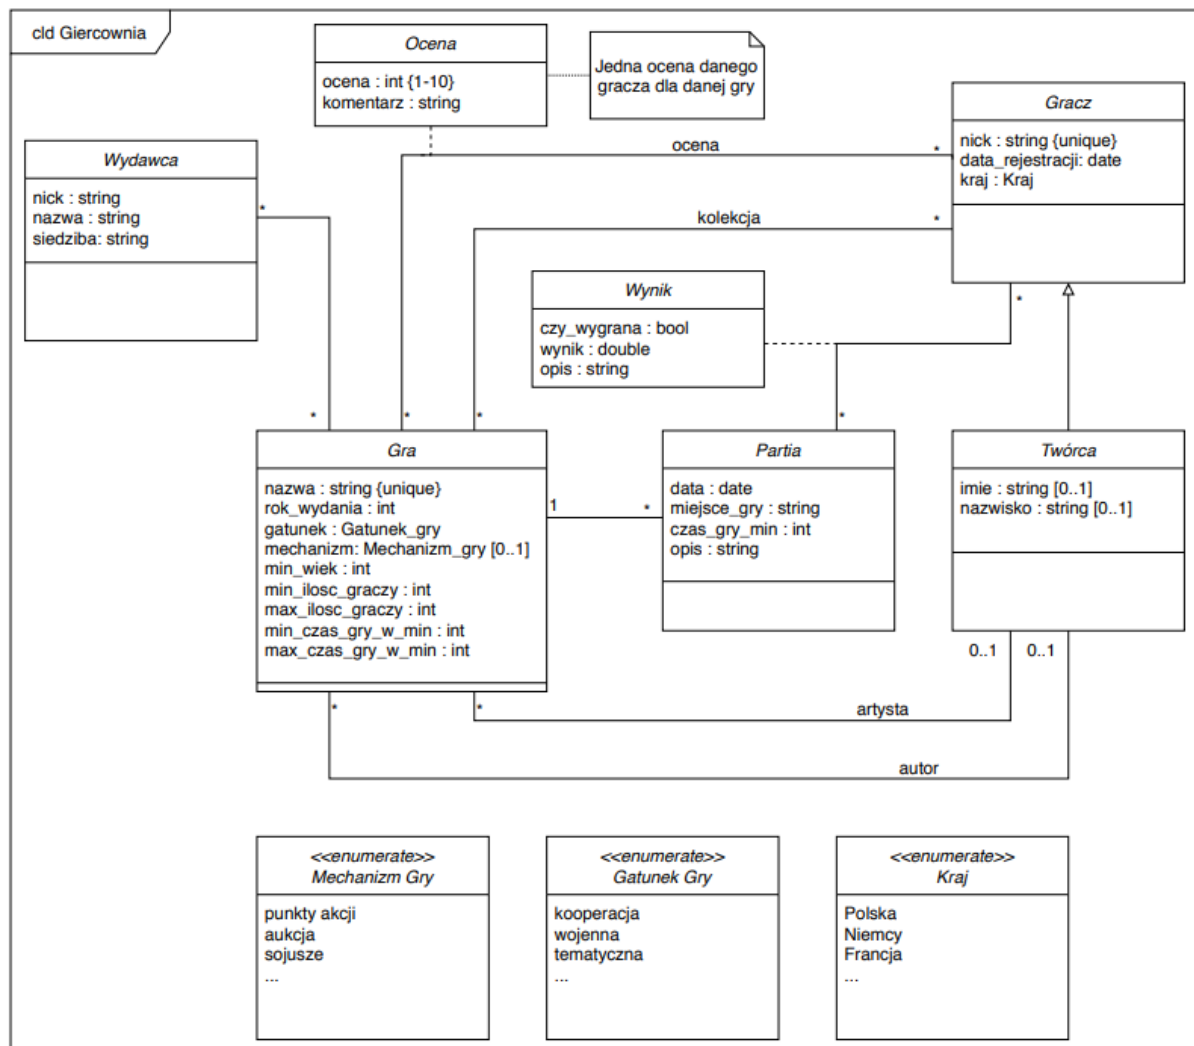 cld Giercownia
Ocena
ocena : int {1-10}
komentarz : string
Jedna ocena danego
gracza dla danej gry
Gracz
nick : string {unique}
data_rejestracji: date
kraj : Kraj
Wydawca
nick : string
nazwa : string
siedziba: string
ocena
*
*
kolekcja
*
Wynik
czy_wygrana : bool
wynik : double
opis : string
*
*
*
*
*
Gra
nazwa : string {unique}
rok_wydania : int
gatunek : Gatunek_gry
mechanizm: Mechanizm_gry [0..1]
min_wiek : int
min_ilosc_graczy : int
max_ilosc_graczy : int
min_czas_gry_w_min : int
max_czas_gry_w_min : int
1
*
Partia
data : date
miejsce_gry : string
czas_gry_min : int
opis : string
Twórca
imie : string [0..1]
nazwisko : string [0..1]
0..1
0..1
*
*
artysta
autor
<<enumerate>>
Mechanizm Gry
punkty akcji
aukcja
sojusze
...
<<enumerate>>
Gatunek Gry
kooperacja
wojenna
tematyczna
...
<<enumerate>>
Kraj
Polska
Niemcy
Francja
...